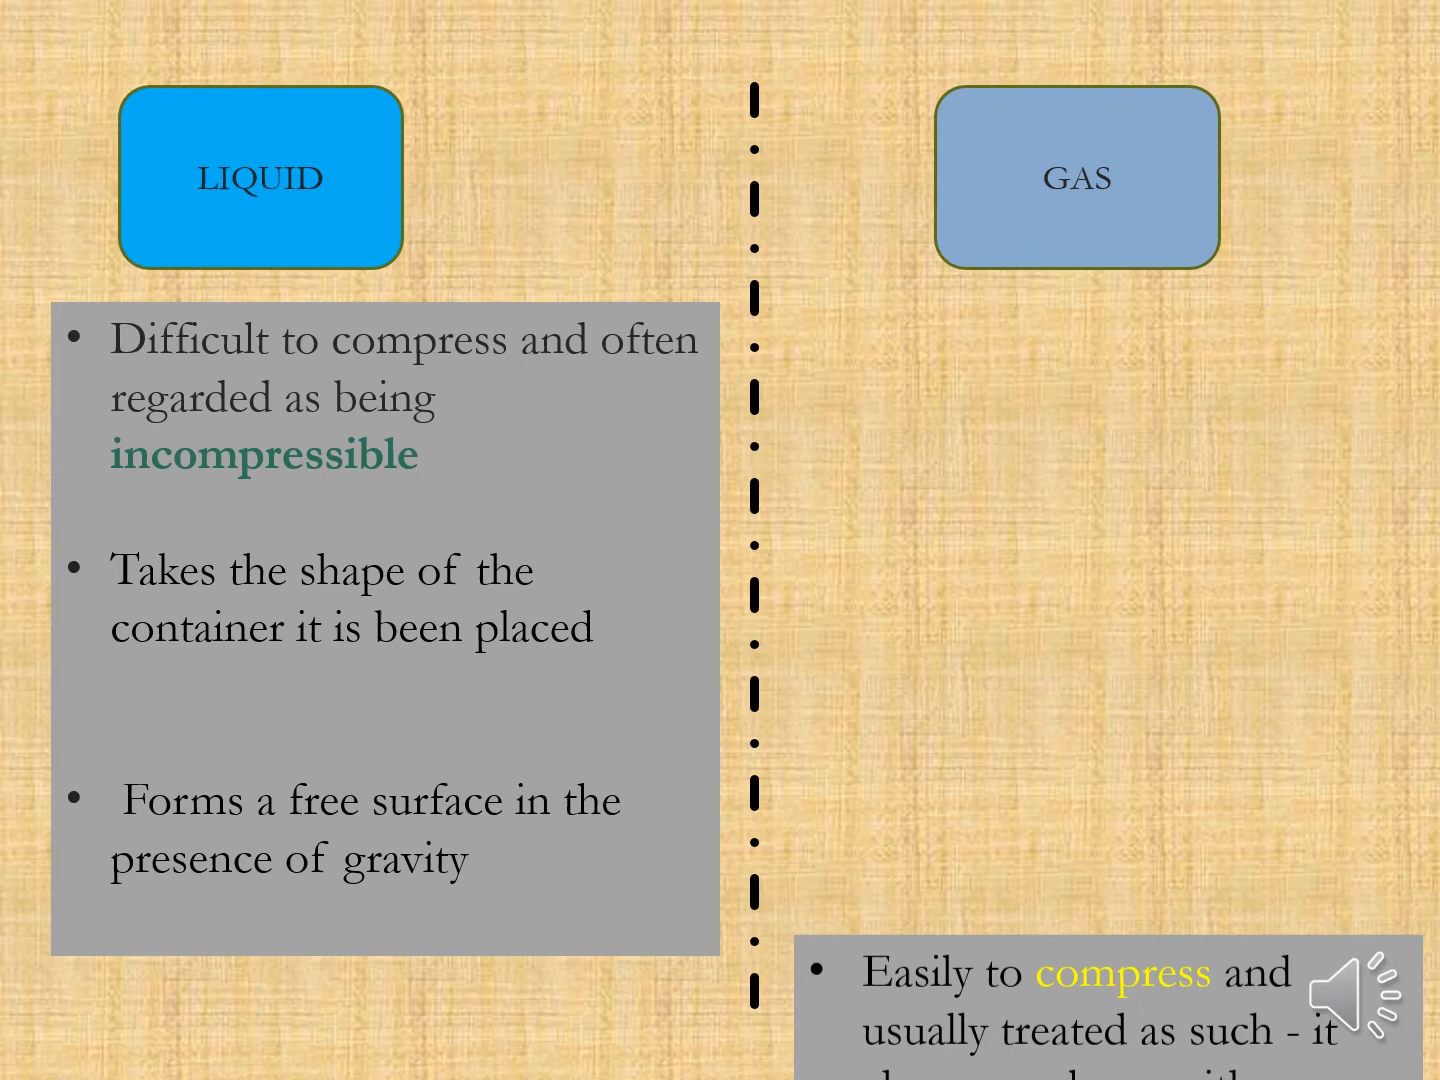 LIQUID
GAS
• Difficult to compress and often
regarded as being
incompressible
• Takes the shape of the
container it is been placed
• Forms a free surface in the
presence of gravity
• Easily to compress and
usually treated as such - it